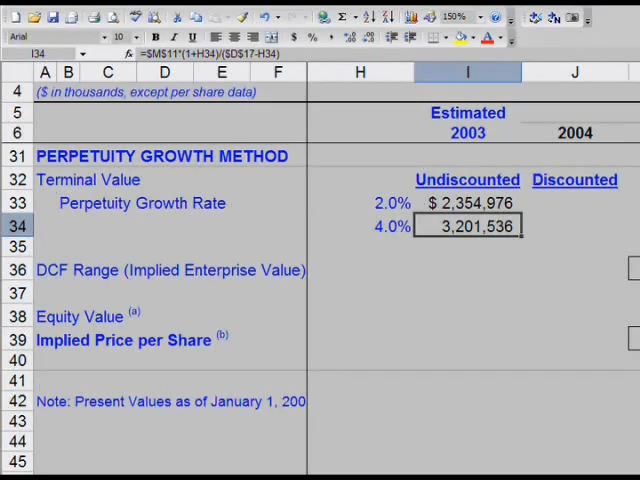 150%
Arial 10 B I U $ % ,
I34 fx =$M$11*(1+H34)/($D$17-H34)
A B C D E F H I J
4 ($ in thousands, except per share data)
5 Estimated
6 2003 2004
31 PERPETUITY GROWTH METHOD
32 Terminal Value Undiscounted Discounted
33 Perpetuity Growth Rate 2.0% $ 2,354,976
34 4.0% 3,201,536
35
36 DCF Range (Implied Enterprise Value)
37
38 Equity Value (a)
39 Implied Price per Share (b)
40
41
42 Note: Present Values as of January 1, 200
43
44
45